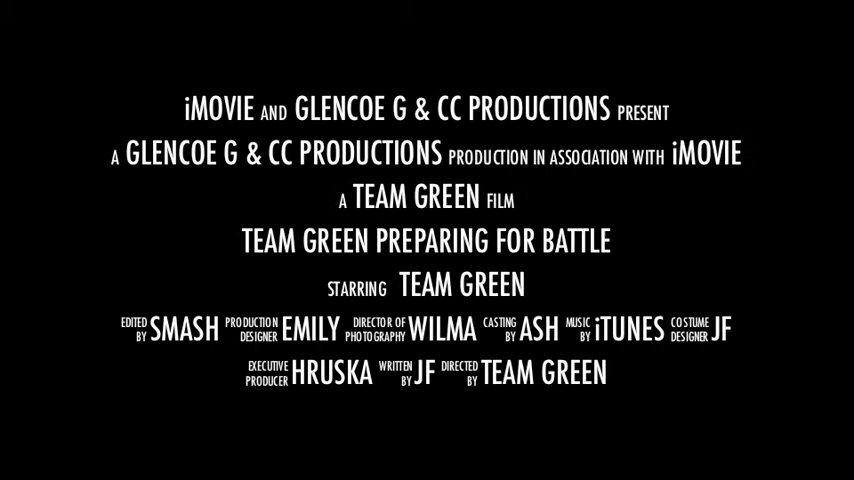 iMOVIE AND GLENCOE G & CC PRODUCTIONS PRESENT
A GLENCOE G & CC PRODUCTIONS PRODUCTION IN ASSOCIATION WITH iMOVIE
A TEAM GREEN FILM
TEAM GREEN PREPARING FOR BATTLE
STARRING TEAM GREEN
EDITED BY SMASH PRODUCTION DESIGNER EMILY DIRECTOR OF PHOTOGRAPHY WILMA CASTING BY ASH MUSIC BY iTUNES COSTUME DESIGNER JF
EXECUTIVE PRODUCER HRUSKA WRITTEN BY JF DIRECTED BY TEAM GREEN